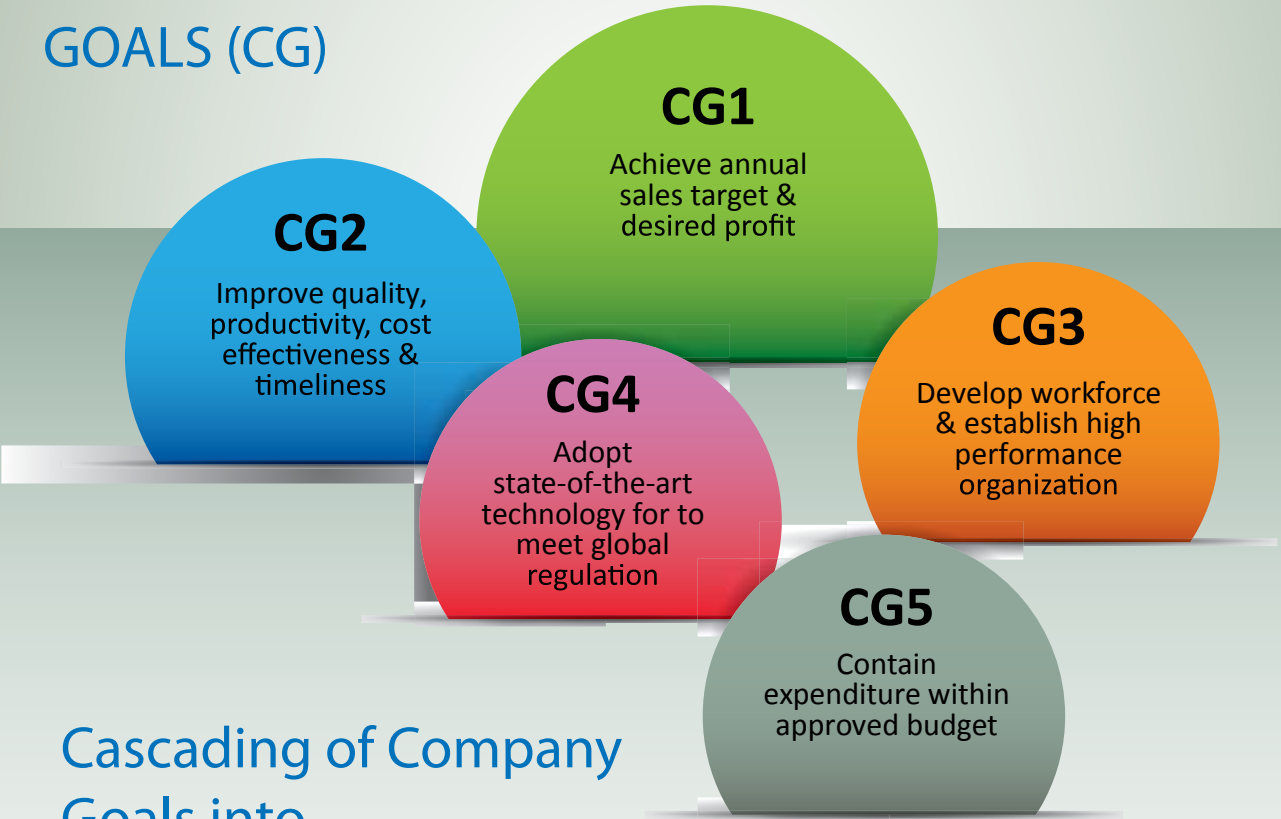 GOALS (CG)
CG1
Achieve annual
sales target &
desired profit
CG2
Improve quality,
productivity, cost
effectiveness &
timeliness
CG3
Develop workforce
& establish high
performance
organization
CG4
Adopt
state-of-the-art
technology for to
meet global
regulation
CG5
Contain
expenditure within
approved budget
Cascading of Company
Goals into